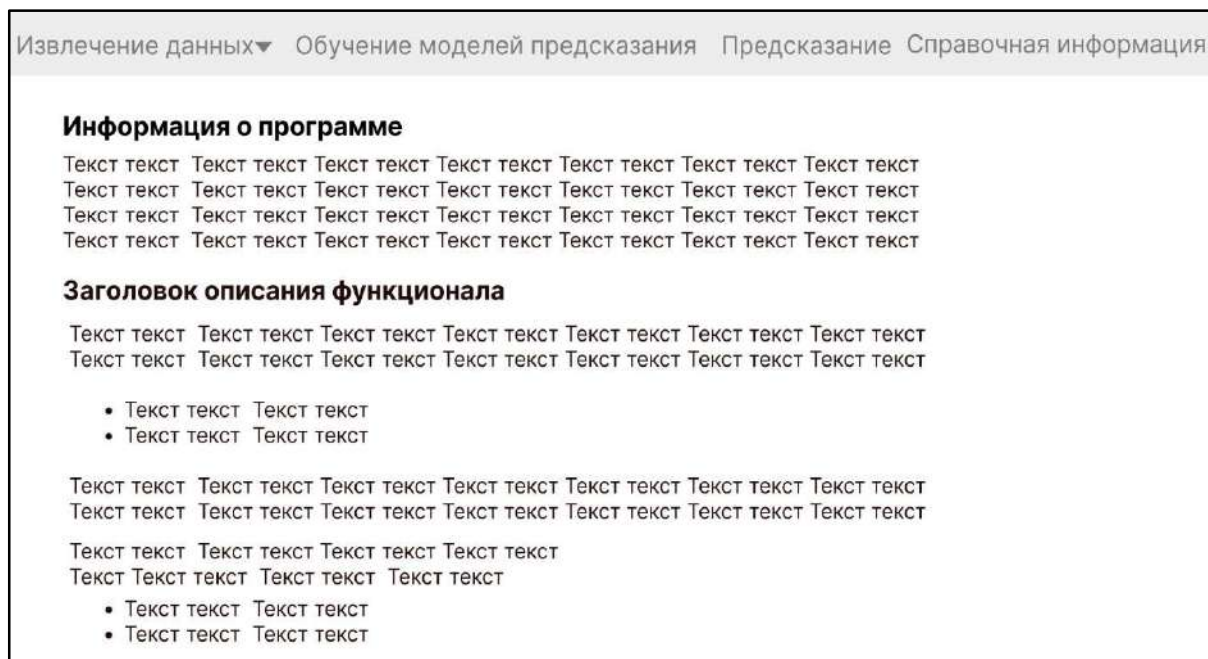 Извлечение данных▾ Обучение моделей предсказания Предсказание Справочная информация
Информация о программе
Текст текст Текст текст Текст текст Текст текст Текст текст Текст текст Текст текст
Текст текст Текст текст Текст текст Текст текст Текст текст Текст текст Текст текст
Текст текст Текст текст Текст текст Текст текст Текст текст Текст текст Текст текст
Текст текст Текст текст Текст текст Текст текст Текст текст Текст текст Текст текст
Заголовок описания функционала
Текст текст Текст текст Текст текст Текст текст Текст текст Текст текст Текст текст
Текст текст Текст текст Текст текст Текст текст Текст текст Текст текст Текст текст
• Текст текст Текст текст
• Текст текст Текст текст
Текст текст Текст текст Текст текст Текст текст Текст текст Текст текст Текст текст
Текст текст Текст текст Текст текст Текст текст Текст текст Текст текст Текст текст
Текст текст Текст текст Текст текст Текст текст
Текст Текст текст Текст текст Текст текст
• Текст текст Текст текст
• Текст текст Текст текст